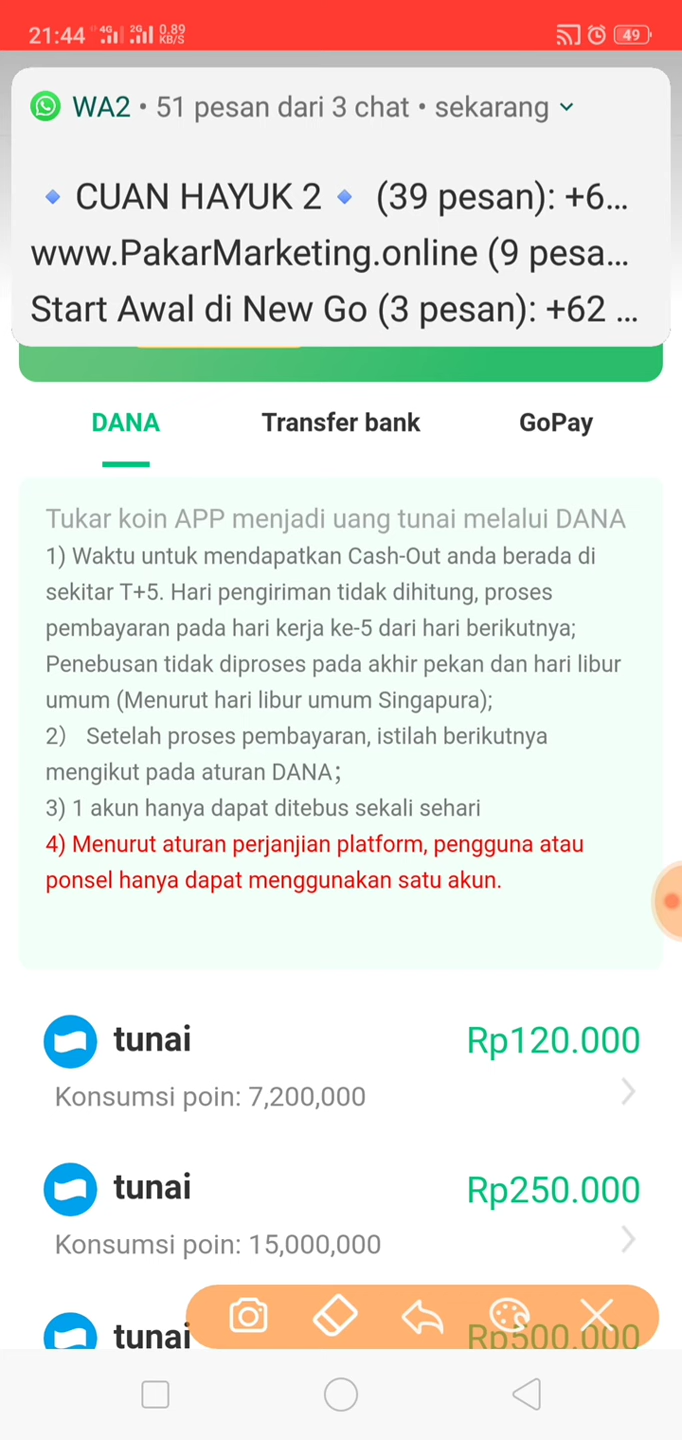 21:44 4G 2G 0.89 KB/S 49
WA2 • 51 pesan dari 3 chat • sekarang
🔹 CUAN HAYUK 2 🔹 (39 pesan): +6...
www.PakarMarketing.online (9 pesa...
Start Awal di New Go (3 pesan): +62 ...
DANA Transfer bank GoPay
Tukar koin APP menjadi uang tunai melalui DANA
1) Waktu untuk mendapatkan Cash-Out anda berada di
sekitar T+5. Hari pengiriman tidak dihitung, proses
pembayaran pada hari kerja ke-5 dari hari berikutnya;
Penebusan tidak diproses pada akhir pekan dan hari libur
umum (Menurut hari libur umum Singapura);
2） Setelah proses pembayaran, istilah berikutnya
mengikut pada aturan DANA；
3) 1 akun hanya dapat ditebus sekali sehari
4) Menurut aturan perjanjian platform, pengguna atau
ponsel hanya dapat menggunakan satu akun.
tunai Rp120.000
Konsumsi poin: 7,200,000
tunai Rp250.000
Konsumsi poin: 15,000,000
tunai Rp500.000